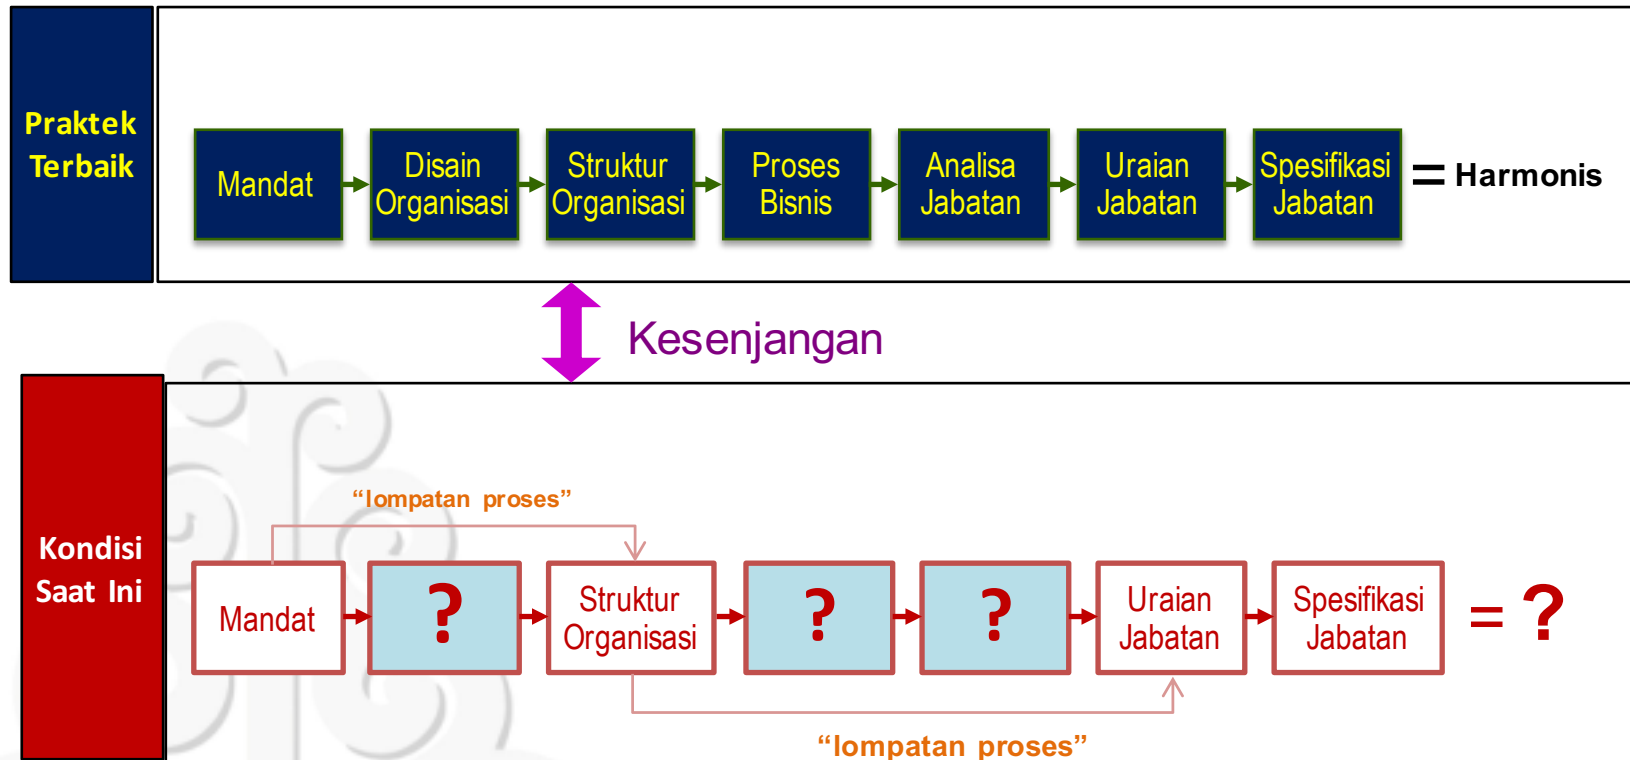 Praktek
Terbaik
Mandat
Disain
Organisasi
Struktur
Organisasi
Proses
Bisnis
Analisa
Jabatan
Uraian
Jabatan
Spesifikasi
Jabatan
= Harmonis
Kesenjangan
Kondisi
Saat Ini
“lompatan proses”
Mandat
?
Struktur
Organisasi
?
?
Uraian
Jabatan
Spesifikasi
Jabatan
= ?
“lompatan proses”